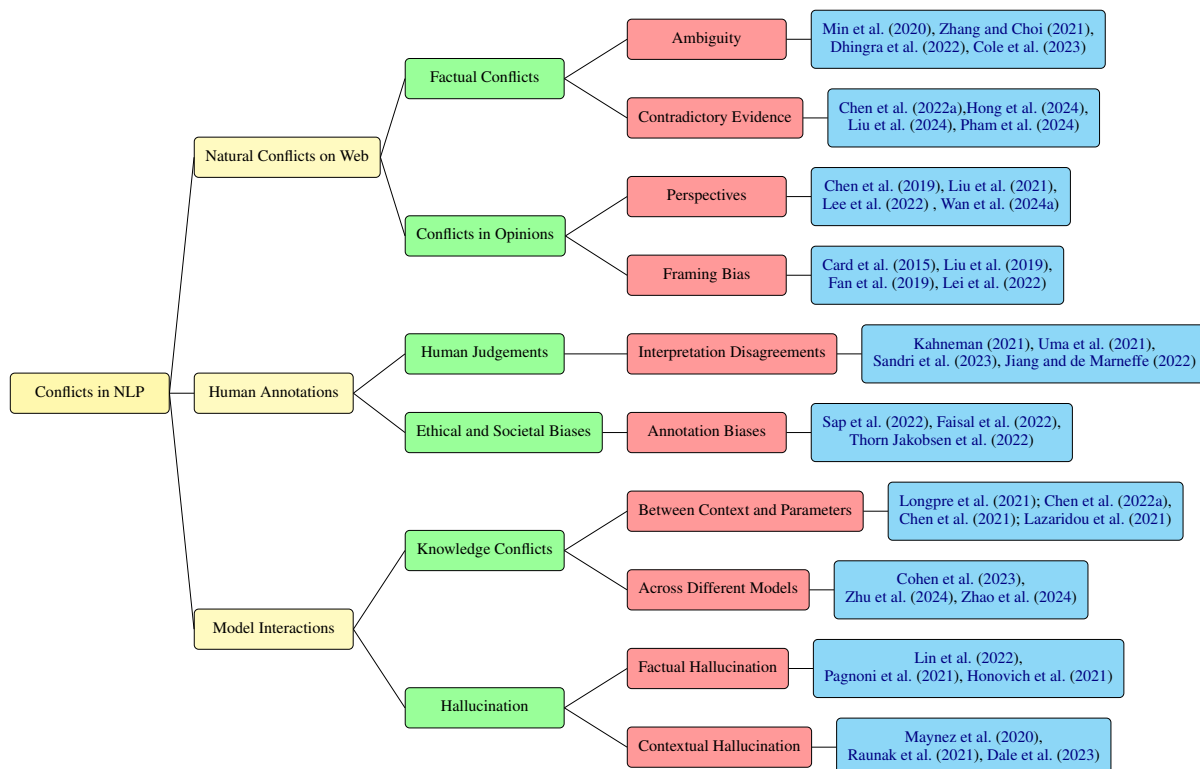 Conflicts in NLP
Natural Conflicts on Web
Factual Conflicts
Ambiguity
Min et al. (2020), Zhang and Choi (2021),
Dhingra et al. (2022), Cole et al. (2023)
Contradictory Evidence
Chen et al. (2022a),Hong et al. (2024),
Liu et al. (2024), Pham et al. (2024)
Conflicts in Opinions
Perspectives
Chen et al. (2019), Liu et al. (2021),
Lee et al. (2022) , Wan et al. (2024a)
Framing Bias
Card et al. (2015), Liu et al. (2019),
Fan et al. (2019), Lei et al. (2022)
Human Annotations
Human Judgements
Interpretation Disagreements
Kahneman (2021), Uma et al. (2021),
Sandri et al. (2023), Jiang and de Marneffe (2022)
Ethical and Societal Biases
Annotation Biases
Sap et al. (2022), Faisal et al. (2022),
Thorn Jakobsen et al. (2022)
Model Interactions
Knowledge Conflicts
Between Context and Parameters
Longpre et al. (2021); Chen et al. (2022a),
Chen et al. (2021); Lazaridou et al. (2021)
Across Different Models
Cohen et al. (2023),
Zhu et al. (2024), Zhao et al. (2024)
Hallucination
Factual Hallucination
Lin et al. (2022),
Pagnoni et al. (2021), Honovich et al. (2021)
Contextual Hallucination
Maynez et al. (2020),
Raunak et al. (2021), Dale et al. (2023)